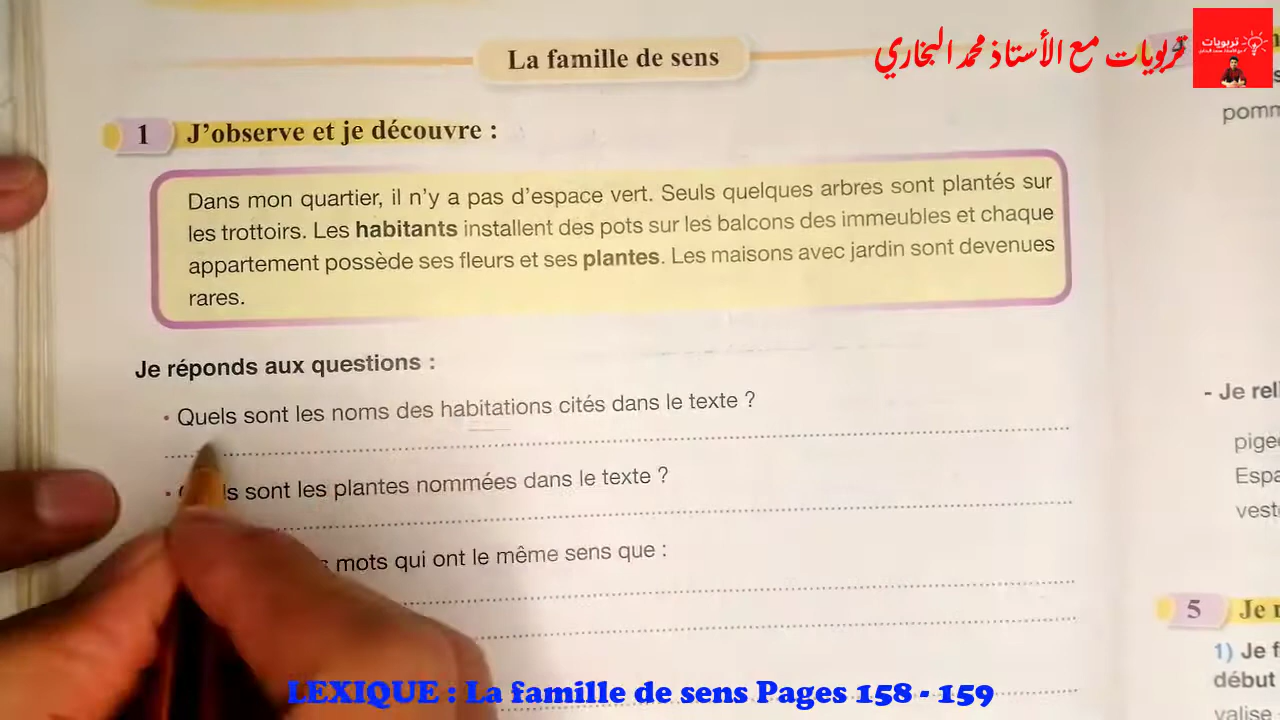 La famille de sens
تربويات مع الأستاذ محمد البخاري
تربويات
1 J'observe et je découvre :
Dans mon quartier, il n'y a pas d'espace vert. Seuls quelques arbres sont plantés sur
les trottoirs. Les habitants installent des pots sur les balcons des immeubles et chaque
appartement possède ses fleurs et ses plantes. Les maisons avec jardin sont devenues
rares.
Je réponds aux questions :
• Quels sont les noms des habitations cités dans le texte ?
sont les plantes nommées dans le texte ?
mots qui ont le même sens que :
- Je rel
5 Je
1) Je f
début
valise
LEXIQUE : La famille de sens Pages 158 - 159